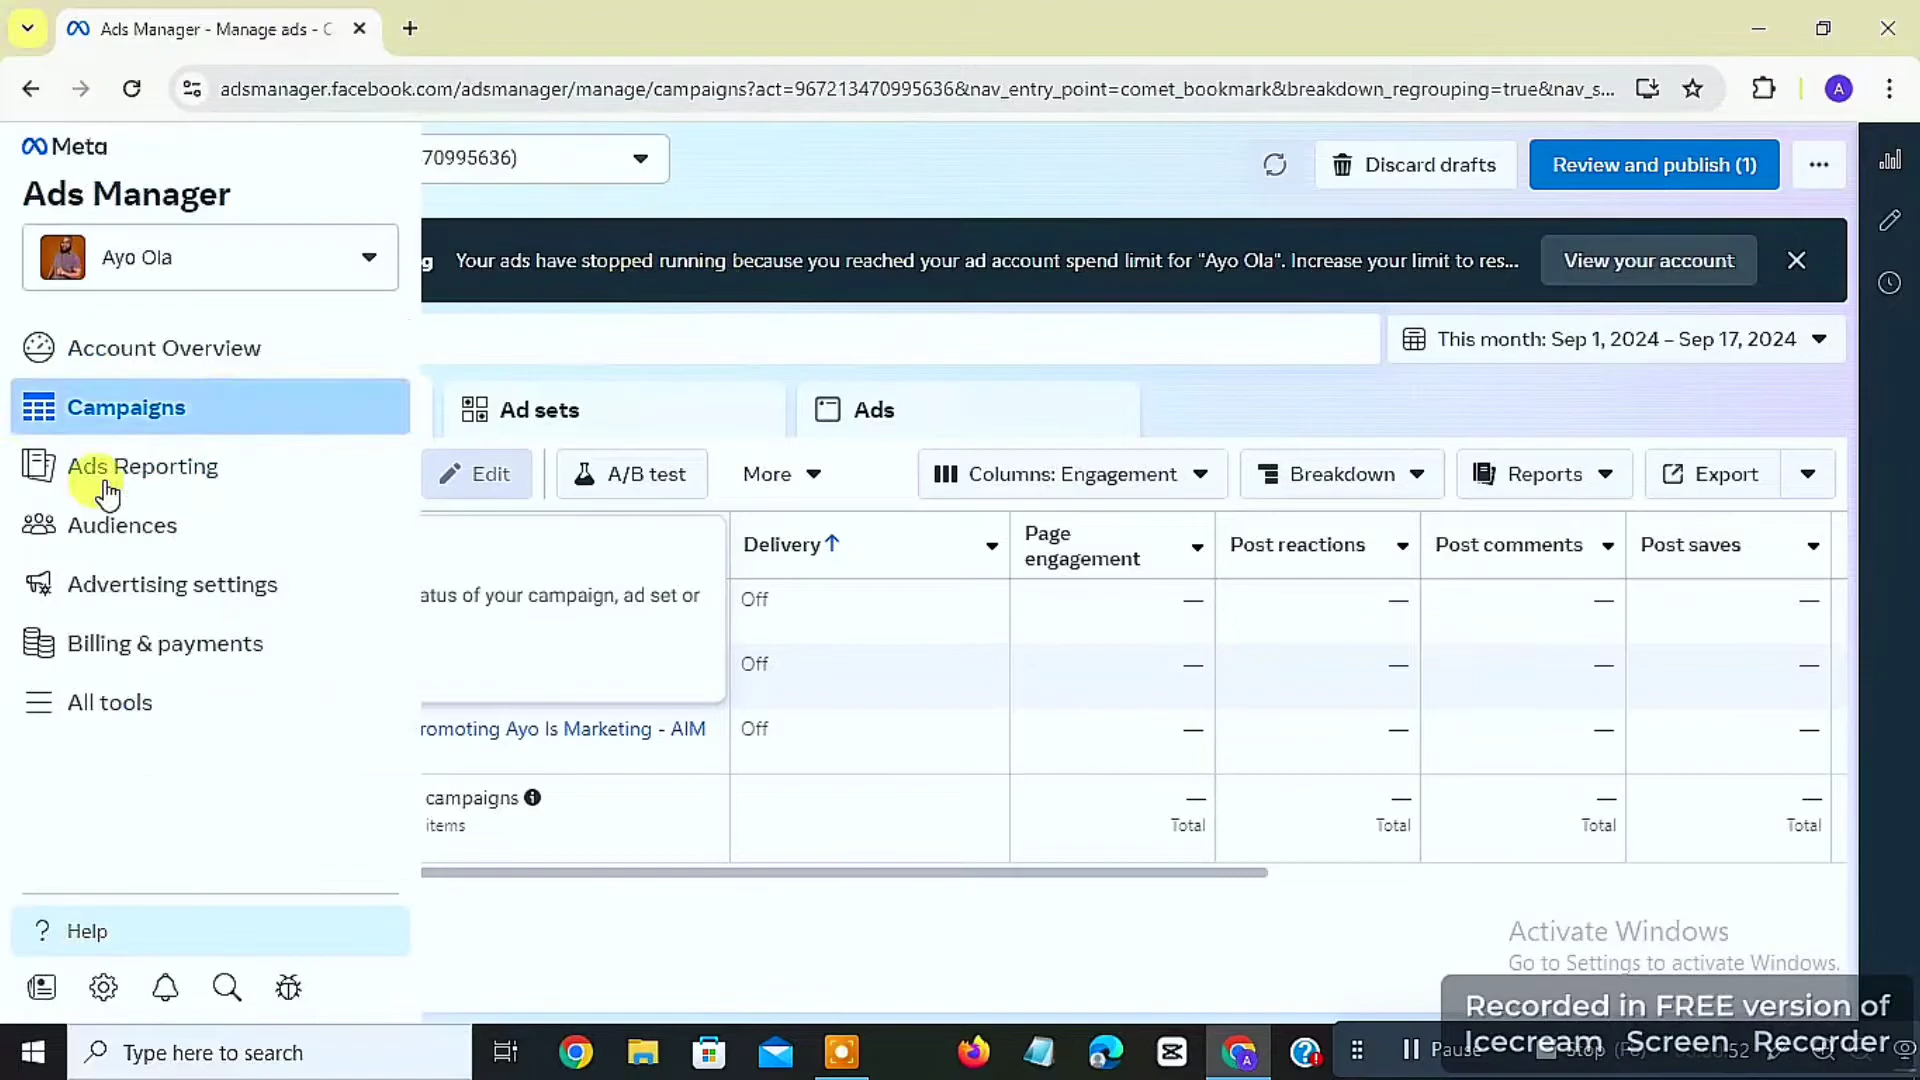 Ads Manager - Manage ads - C
adsmanager.facebook.com/adsmanager/manage/campaigns?act=967213470995636&nav_entry_point=comet_bookmark&breakdown_regrouping=true&nav_s...
A
Meta
Ads Manager
Ayo Ola
70995636)
Discard drafts
Review and publish (1)
g
Your ads have stopped running because you reached your ad account spend limit for "Ayo Ola". Increase your limit to res...
View your account
This month: Sep 1, 2024 – Sep 17, 2024
Account Overview
Campaigns
Ads Reporting
Audiences
Advertising settings
Billing & payments
All tools
Ad sets
Ads
Edit
A/B test
More
Columns: Engagement
Breakdown
Reports
Export
Delivery↑
Page
engagement
Post reactions
Post comments
Post saves
atus of your campaign, ad set or
Off
—
—
—
—
Off
—
—
—
—
romoting Ayo Is Marketing - AIM
Off
—
—
—
—
campaigns
items
—
Total
—
Total
—
Total
—
Total
? Help
Activate Windows
Go to Settings to activate Windows.
Recorded in FREE version of
Icecream Screen Recorder
Type here to search
Pause